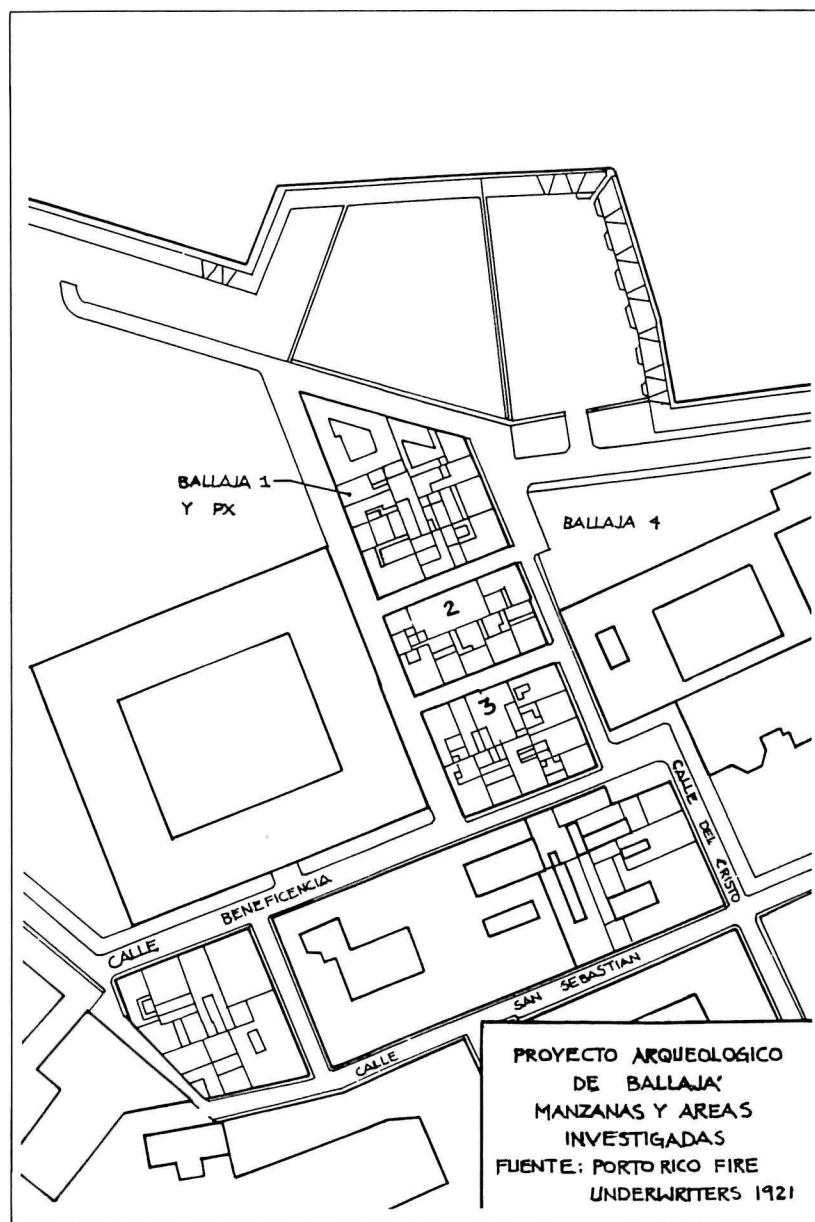 BALLAJA 1
Y PX
BALLAJA 4
2
3
CALLE DEL CRISTO
CALLE BENEFICENCIA
CALLE SAN SEBASTIAN
PROYECTO ARQUEOLOGICO
DE BALLAJÁ
MANZANAS Y AREAS
INVESTIGADAS
FUENTE: PORTO RICO FIRE
UNDERWRITERS 1921